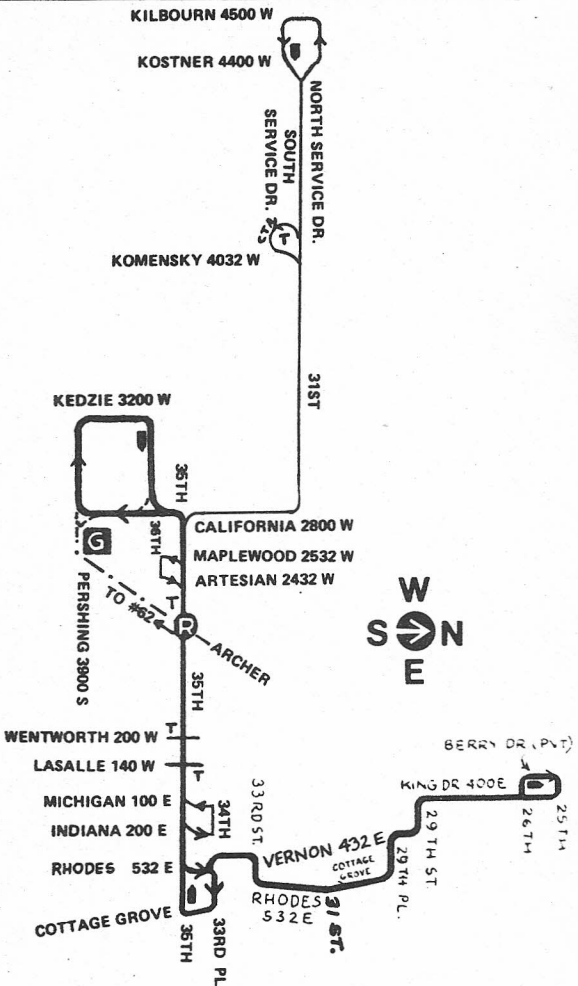 KILBOURN 4500 W
KOSTNER 4400 W
NORTH SERVICE DR.
SOUTH
SERVICE DR.
KOMENSKY 4032 W
31ST
KEDZIE 3200 W
35TH
CALIFORNIA 2800 W
36TH
MAPLEWOOD 2532 W
ARTESIAN 2432 W
G
PERSHING 3900 S
TO #62
R
ARCHER
W
S N
E
35TH
WENTWORTH 200 W
LASALLE 140 W
MICHIGAN 100 E
34TH
INDIANA 200 E
RHODES 532 E
COTTAGE GROVE
35TH
33RD PL
33RD ST.
VERNON 432 E
COTTAGE
GROVE
RHODES
532 E
31 ST.
29TH PL.
29TH ST
KING DR 400E
BERRY DR (PVT)
26TH
25TH